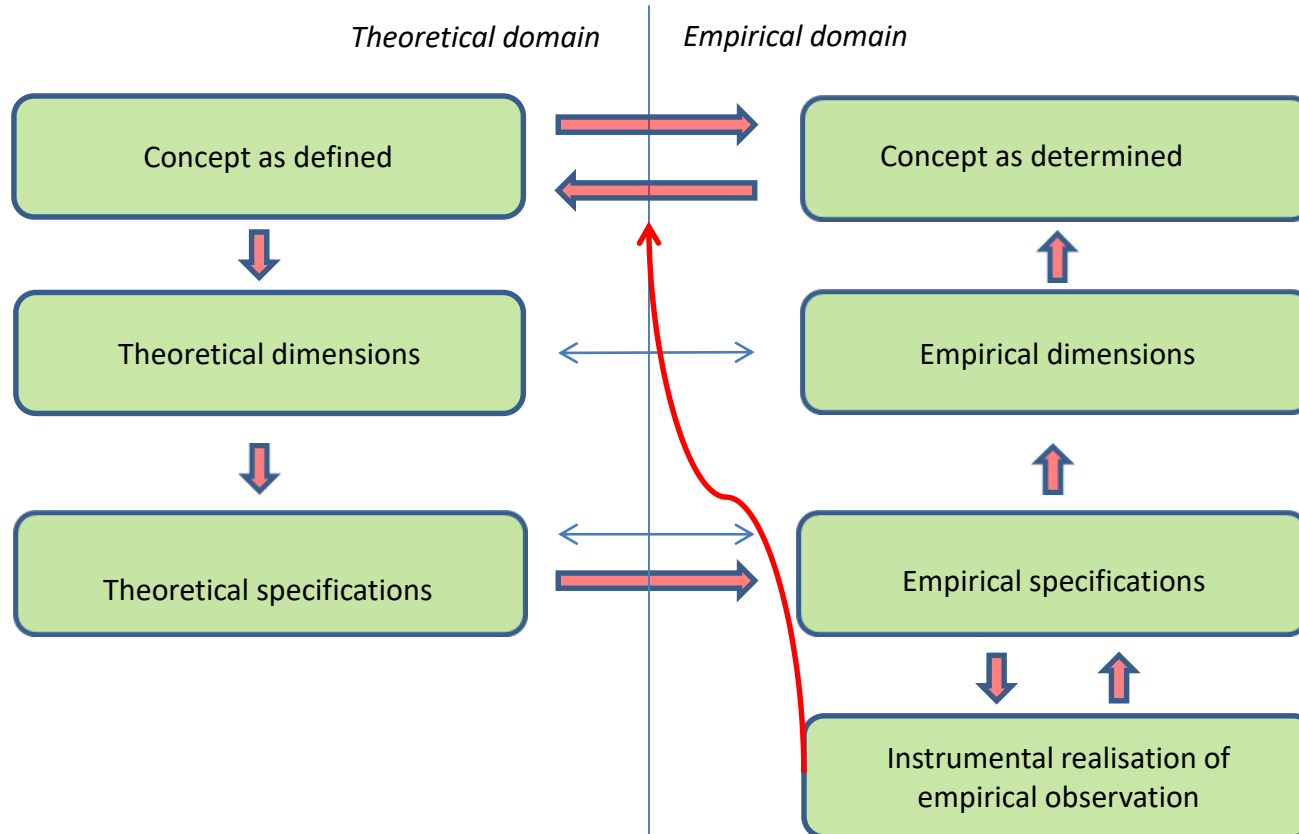 Theoretical domain
Empirical domain
Concept as defined
Concept as determined
Theoretical dimensions
Empirical dimensions
Theoretical specifications
Empirical specifications
Instrumental realisation of
empirical observation